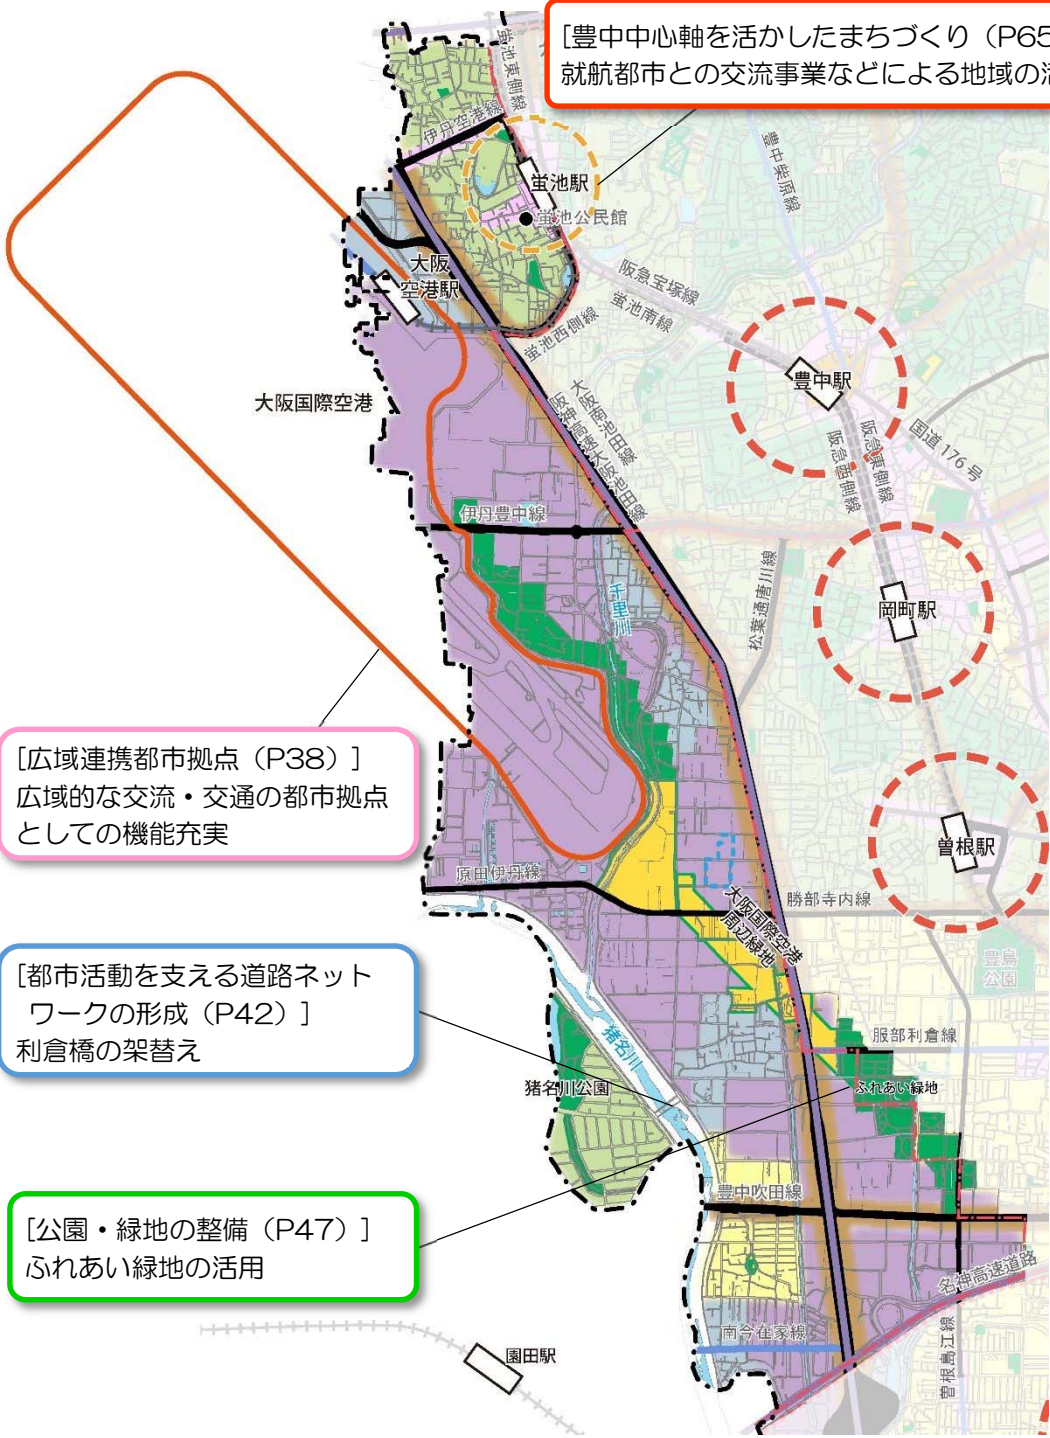 [豊中中心軸を活かしたまちづくり（P65
就航都市との交流事業などによる地域の活
蛍池東側線
伊丹空港線
豊中柴原線
蛍池駅
蛍池公民館
大阪
空港駅
阪急宝塚線
蛍池南線
蛍池西側線
豊中駅
大阪国際空港
大阪南池田線
阪神高速大阪池田線
阪急西側線
阪急東側線
国道176号
伊丹豊中線
千里川
松葉通唐川線
岡町駅
[広域連携都市拠点（P38）]
広域的な交流・交通の都市拠点
としての機能充実
曽根駅
原田伊丹線
大阪国際空港
周辺緑地
勝部寺内線
豊島
公園
[都市活動を支える道路ネット
ワークの形成（P42）]
利倉橋の架替え
猪名川
服部利倉線
猪名川公園
ふれあい緑地
豊中吹田線
[公園・緑地の整備（P47）]
ふれあい緑地の活用
名神高速道路
南今在家線
曽根島江線
園田駅